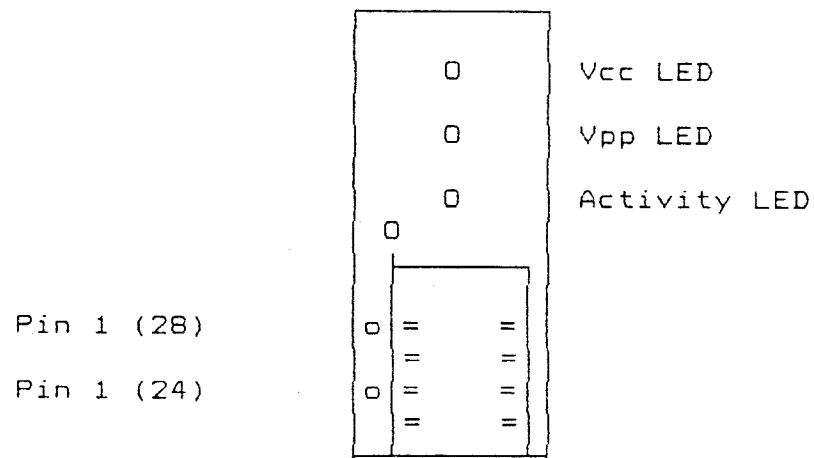 Vcc LED
Vpp LED
Activity LED
Pin 1 (28)
Pin 1 (24)